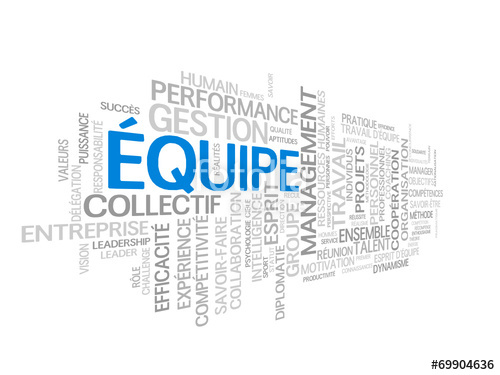 HUMAIN
FEMMES
SAVOIR
SUCCÈS
PERFORMANCE
GESTION
QUALITÉ
APTITUDES
ÉQUIPE
COLLECTIF
ENTREPRISE
LEADERSHIP
LEADER
VALEURS
DÉLÉGATION
PUISSANCE
RESPONSABILITÉ
VISION
RÔLE
CHALLENGE
EFFICACITÉ
EXPÉRIENCE
COMPÉTITIVITÉ
SAVOIR-FAIRE
COLLABORATION
PSYCHOLOGIE
INTELLIGENCE
SPORT
ESPRIT
DIPLOMATIE
GROUPE
MANAGEMENT
RESSOURCES HUMAINES
TRAVAIL
INDIVIDU
PROJETS
PERSONNEL
PROFESSIONNEL
COACHING
COOPÉRATION
ORGANISATION
PRATIQUE
TRAVAIL D'ÉQUIPE
MANAGER
OBJECTIFS
COMPÉTENCES
SAVOIR-ÊTRE
MÉTHODE
ENSEMBLE
RÉUNION
TALENT
MOTIVATION
ESPRIT D'ÉQUIPE
PRODUCTIVITÉ
CONNAISSANCE
DYNAMISME
#69904636